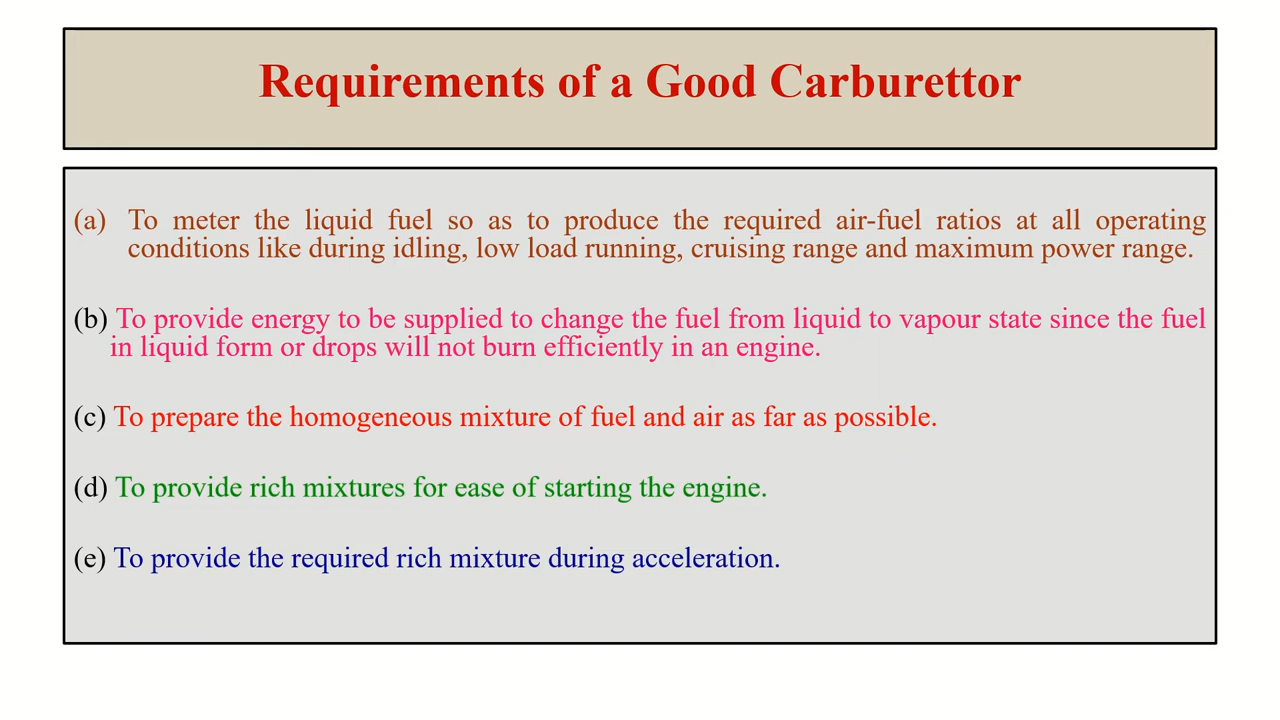 Requirements of a Good Carburettor
(a) To meter the liquid fuel so as to produce the required air-fuel ratios at all operating
conditions like during idling, low load running, cruising range and maximum power range.
(b) To provide energy to be supplied to change the fuel from liquid to vapour state since the fuel
in liquid form or drops will not burn efficiently in an engine.
(c) To prepare the homogeneous mixture of fuel and air as far as possible.
(d) To provide rich mixtures for ease of starting the engine.
(e) To provide the required rich mixture during acceleration.